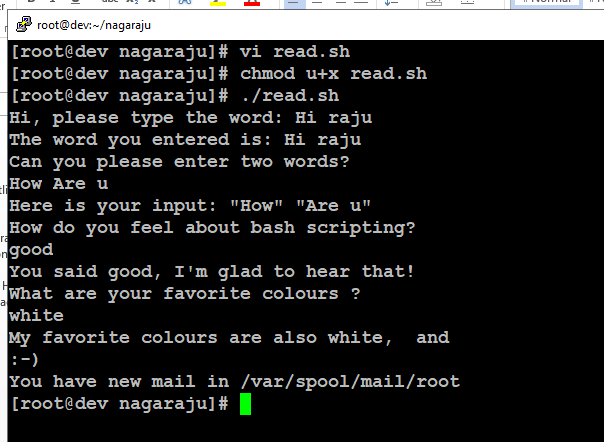 root@dev:~/nagaraju
[root@dev nagaraju]# vi read.sh
[root@dev nagaraju]# chmod u+x read.sh
[root@dev nagaraju]# ./read.sh
Hi, please type the word: Hi raju
The word you entered is: Hi raju
Can you please enter two words?
How Are u
Here is your input: "How" "Are u"
How do you feel about bash scripting?
good
You said good, I'm glad to hear that!
What are your favorite colours ?
white
My favorite colours are also white,  and
:-)
You have new mail in /var/spool/mail/root
[root@dev nagaraju]#